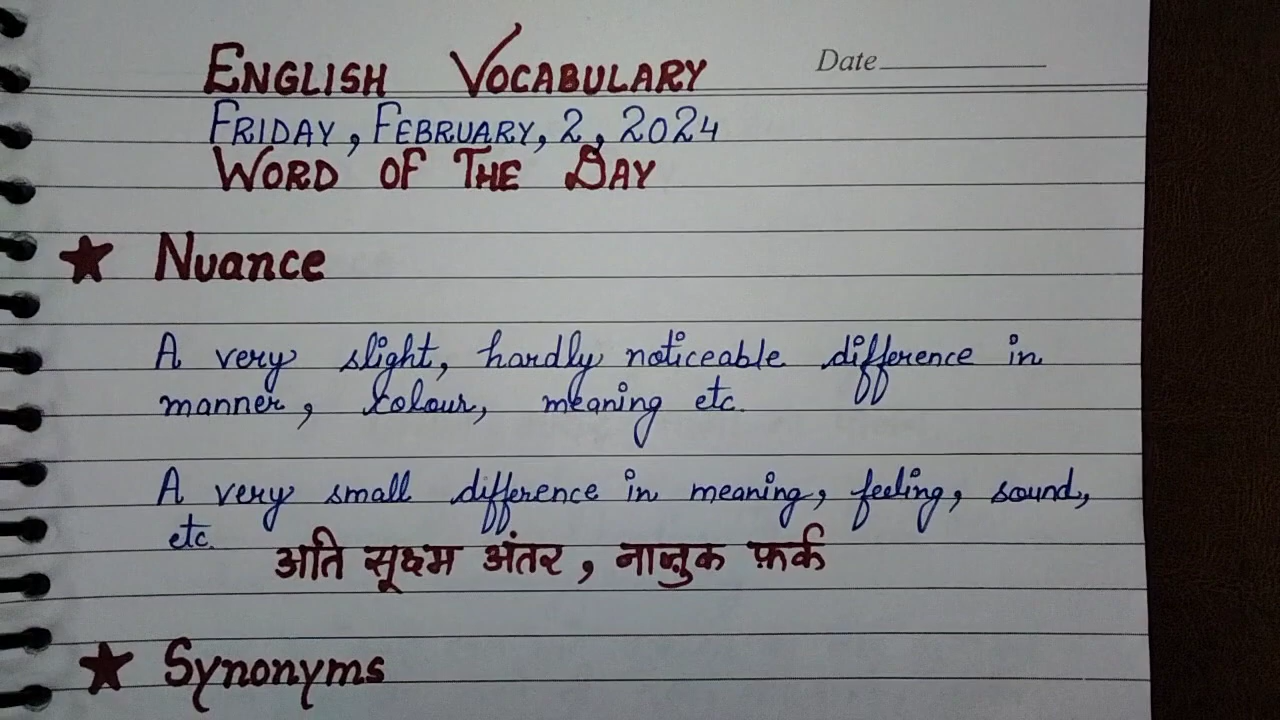 ENGLISH VOCABULARY Date
FRIDAY, FEBRUARY, 2, 2024
WORD OF THE DAY
★ Nuance
A very slight, hardly noticeable difference in
manner, colour, meaning etc.
A very small difference in meaning, feeling, sound,
etc.
अति सूक्ष्म अंतर, नाज़ुक फ़र्क
★ Synonyms